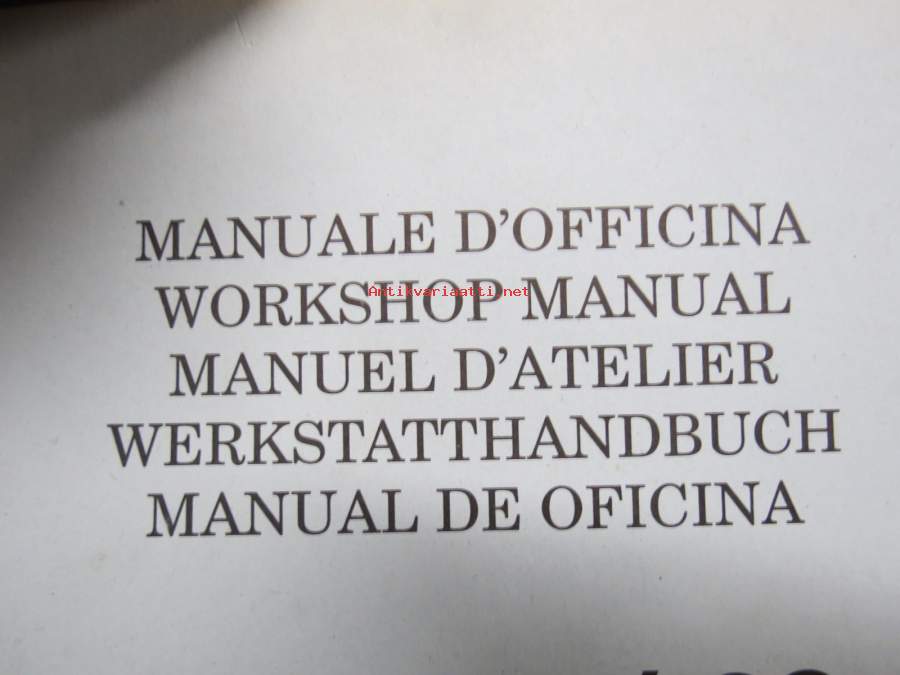 MANUALE D'OFFICINA
WORKSHOP MANUAL
Antikvariaatti.net
MANUEL D'ATELIER
WERKSTATTHANDBUCH
MANUAL DE OFICINA